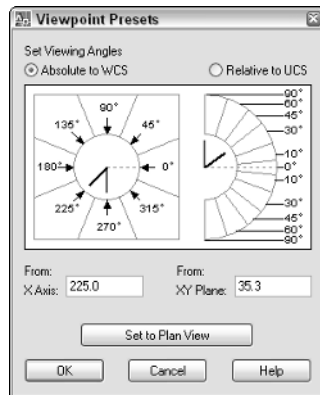 Viewpoint Presets
Set Viewing Angles
Absolute to WCS
Relative to UCS
90°
135°
45°
180°
0°
225°
315°
270°
90°
60°
45°
30°
10°
0°
10°
30°
45°
60°
90°
From:
X Axis: 225.0
From:
XY Plane: 35.3
Set to Plan View
OK
Cancel
Help